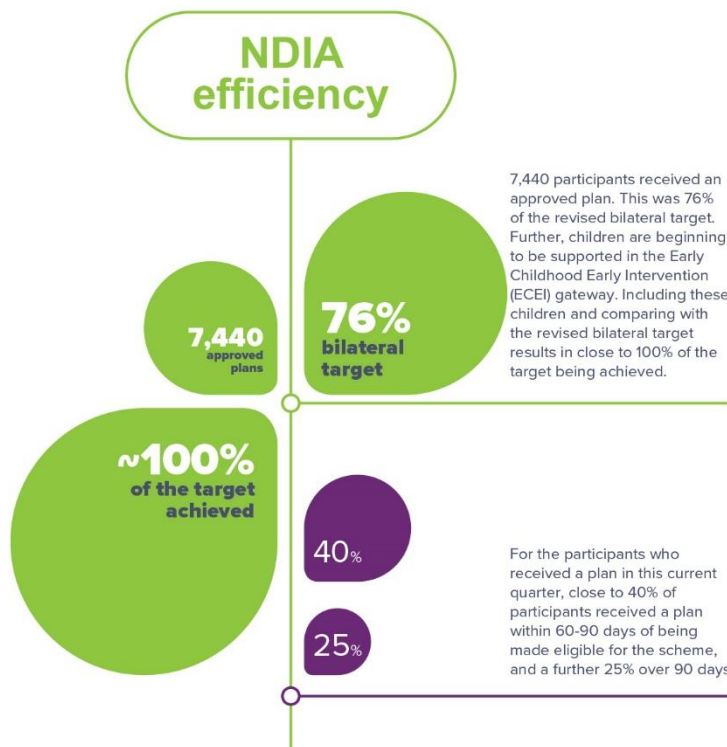 NDIA
efficiency
7,440 participants received an
approved plan. This was 76%
of the revised bilateral target.
Further, children are beginning
to be supported in the Early
Childhood Early Intervention
(ECEI) gateway. Including these
children and comparing with
the revised bilateral target
results in close to 100% of the
target being achieved.
7,440
approved
plans
76%
bilateral
target
~100%
of the target
achieved
40%
25%
For the participants who
received a plan in this current
quarter, close to 40% of
participants received a plan
within 60-90 days of being
made eligible for the scheme,
and a further 25% over 90 days